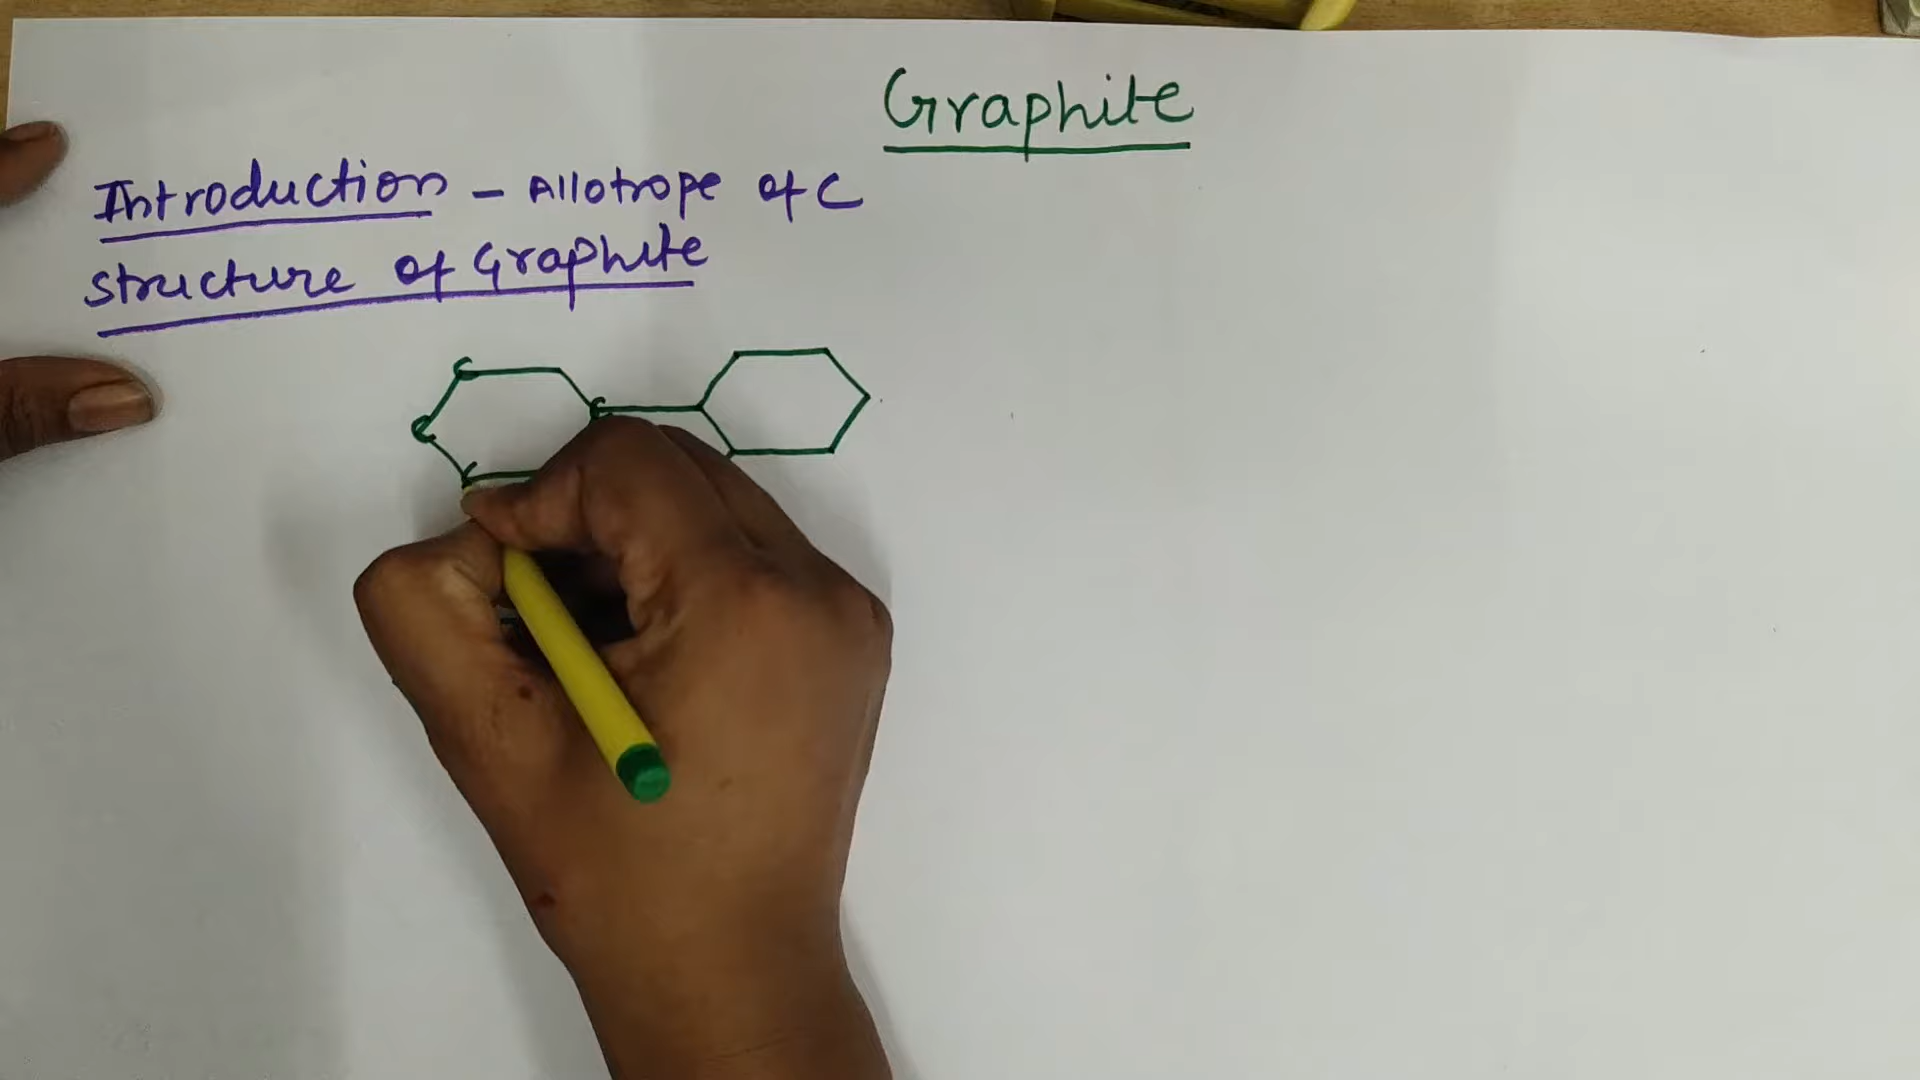 Graphite
Introduction - Allotrope of C
structure of Graphite
C
C C
C